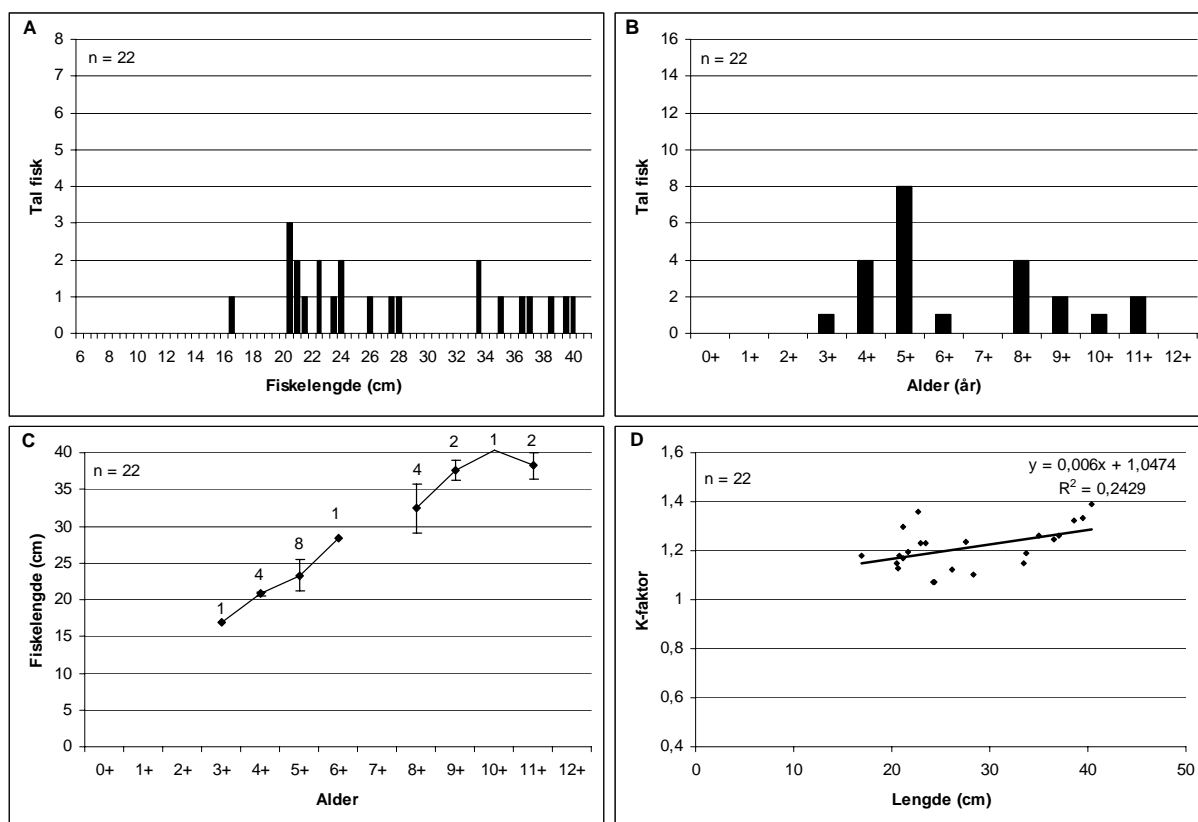 A
n = 22
Tal fisk
8
7
6
5
4
3
2
1
0
6 8 10 12 14 16 18 20 22 24 26 28 30 32 34 36 38 40
Fiskelengde (cm)
B
n = 22
Tal fisk
16
14
12
10
8
6
4
2
0
0+ 1+ 2+ 3+ 4+ 5+ 6+ 7+ 8+ 9+ 10+ 11+ 12+
Alder (år)
C
n = 22
Fiskelengde (cm)
40
35
30
25
20
15
10
5
0
1 4 8 1 4 2 1 2
0+ 1+ 2+ 3+ 4+ 5+ 6+ 7+ 8+ 9+ 10+ 11+ 12+
Alder
D
n = 22
y = 0,006x + 1,0474
R² = 0,2429
K-faktor
1,6
1,4
1,2
1
0,8
0,6
0,4
0 10 20 30 40 50
Lengde (cm)